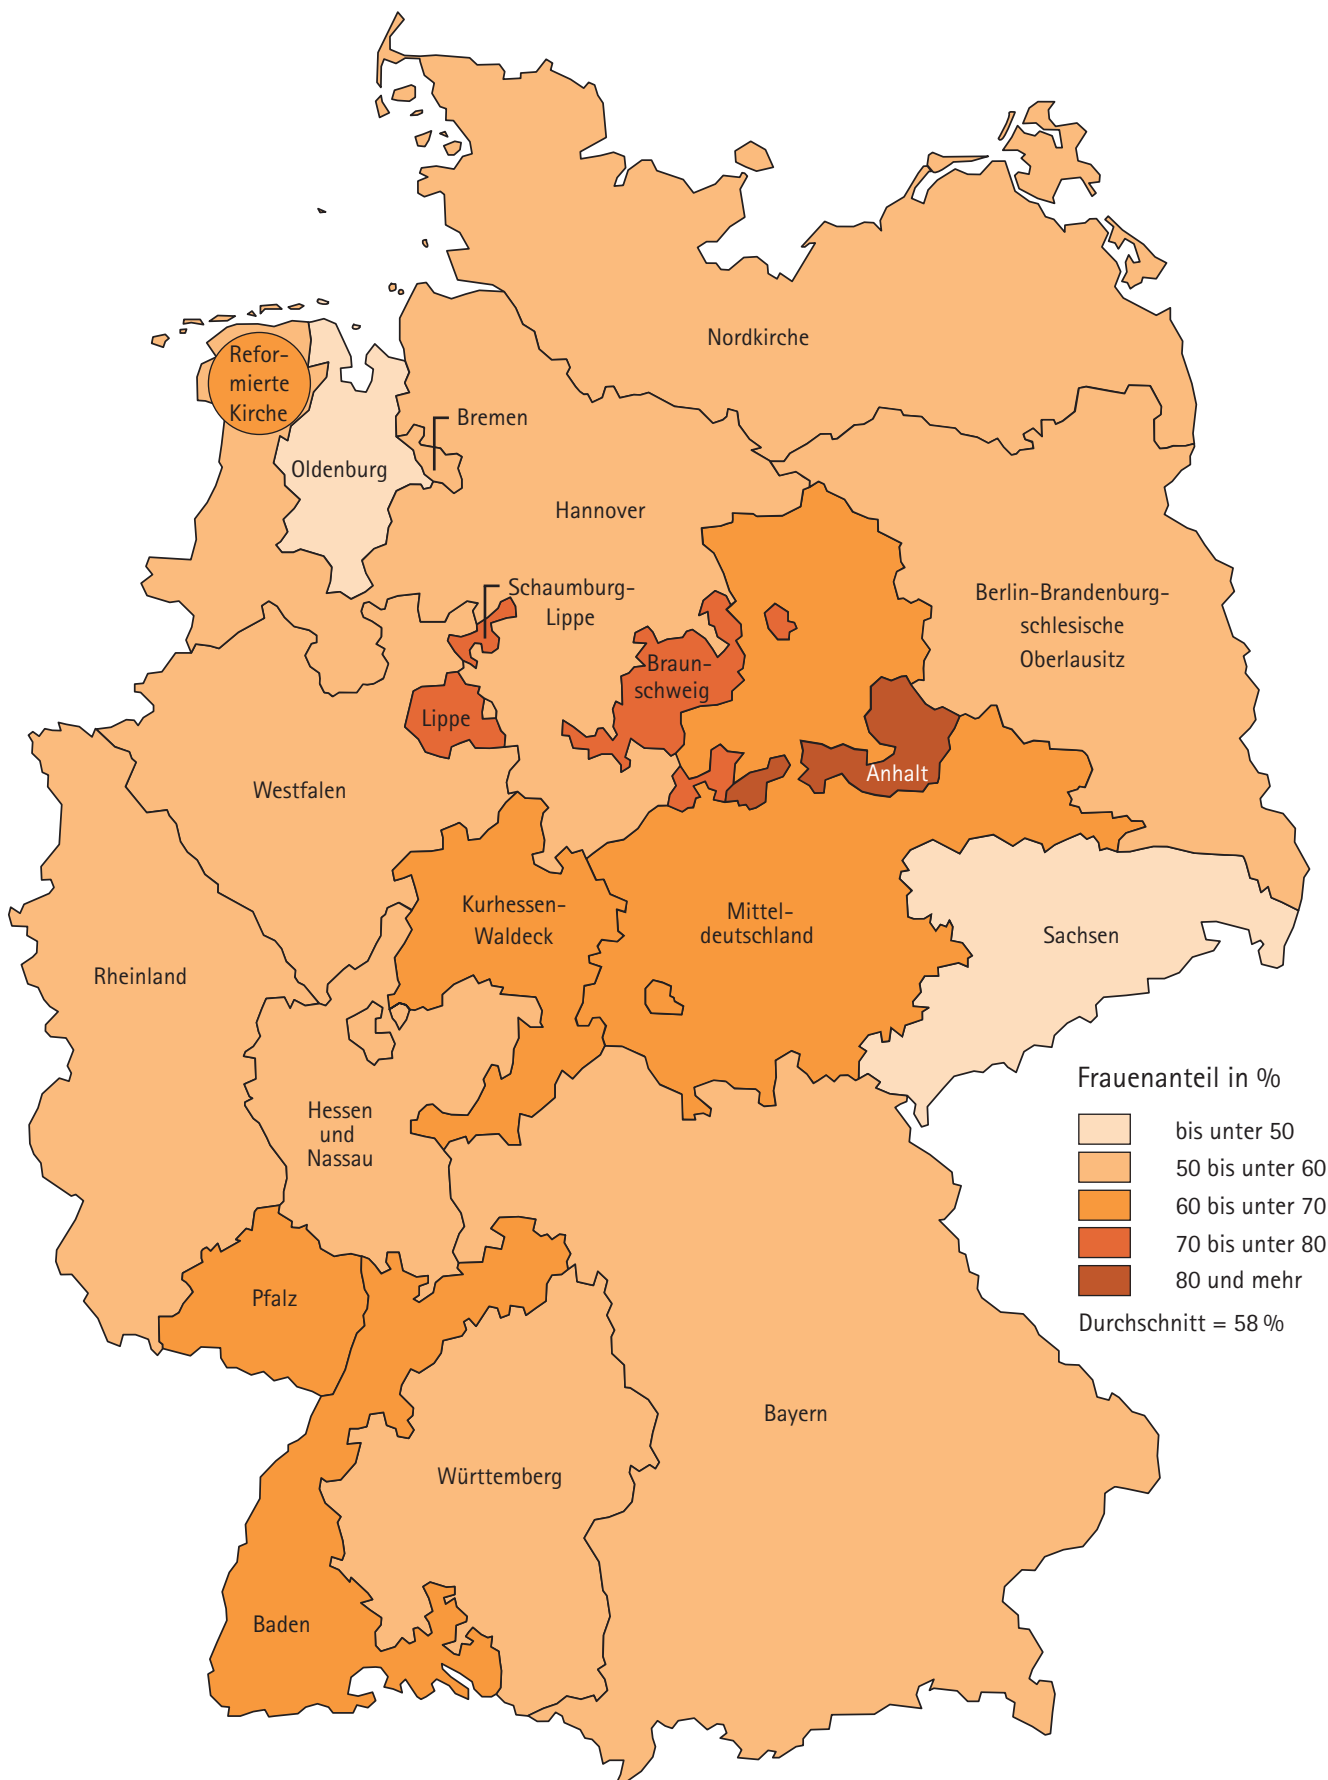 Nordkirche
Refor-
mierte
Kirche
Bremen
Oldenburg
Hannover
Schaumburg-
Lippe
Berlin-Brandenburg-
schlesische
Oberlausitz
Braun-
schweig
Lippe
Anhalt
Westfalen
Kurhessen-
Waldeck
Mittel-
deutschland
Sachsen
Rheinland
Hessen
und
Nassau
Pfalz
Bayern
Württemberg
Baden
Frauenanteil in %
bis unter 50
50 bis unter 60
60 bis unter 70
70 bis unter 80
80 und mehr
Durchschnitt = 58 %